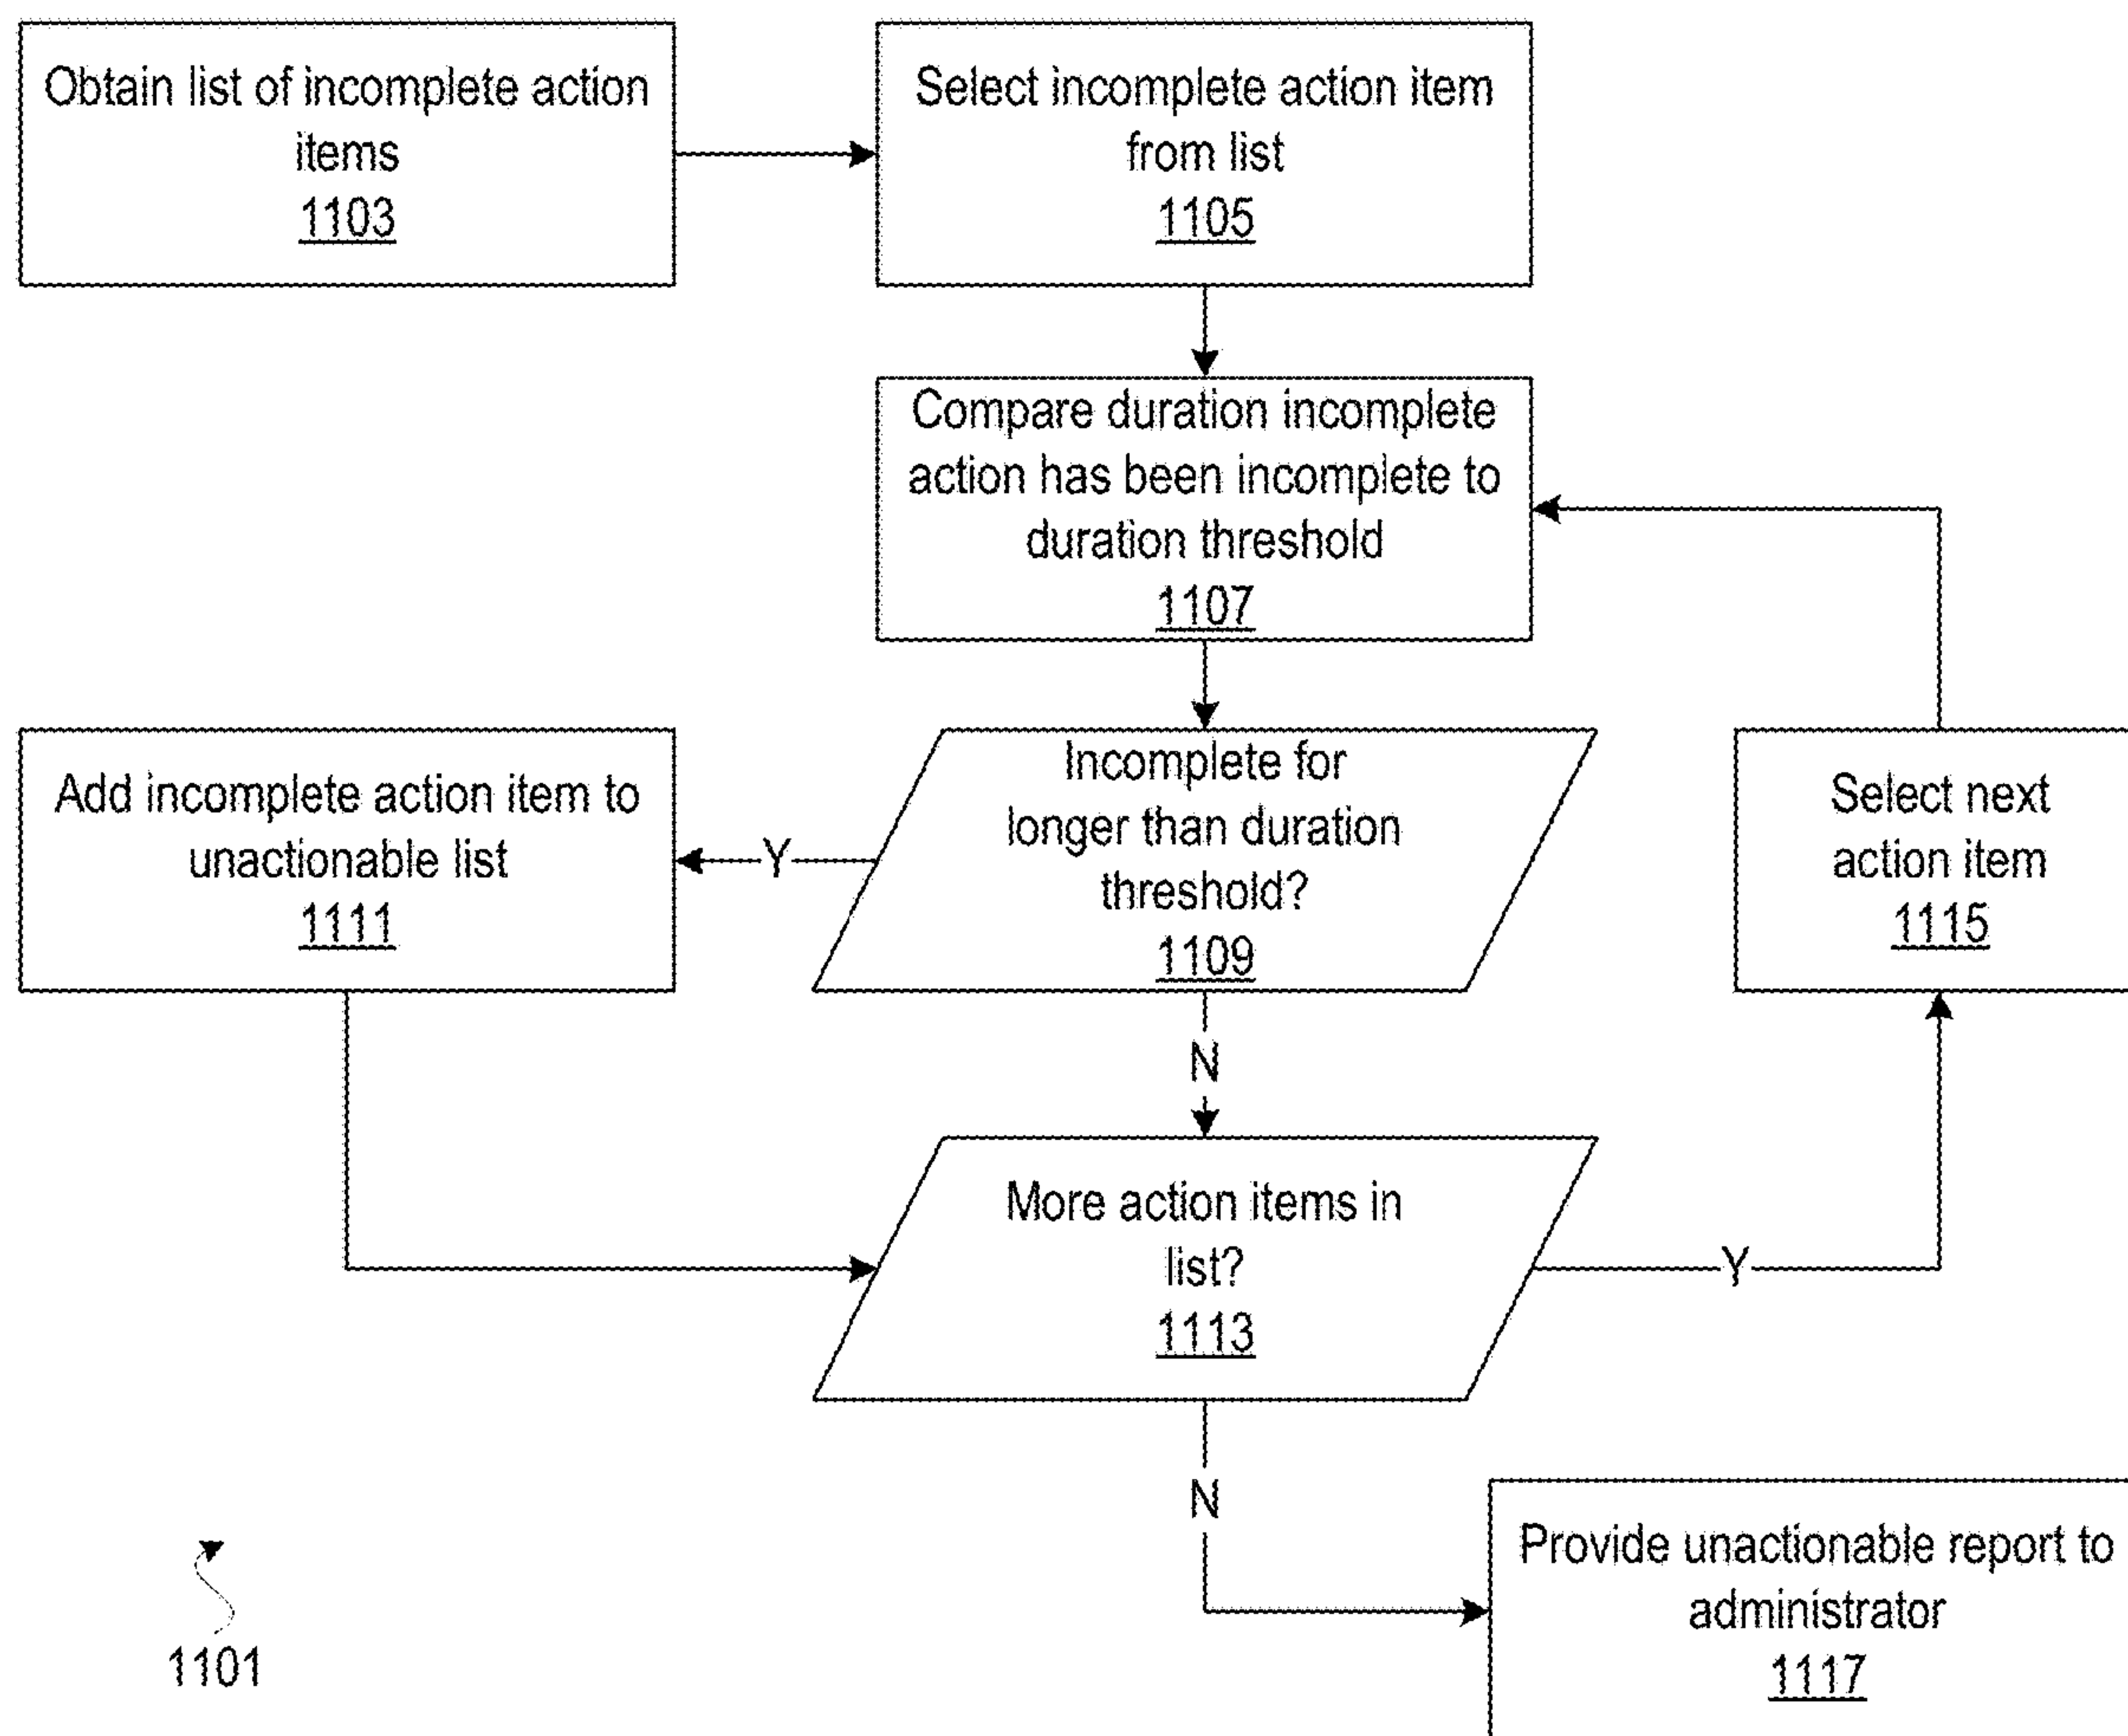 Obtain list of incomplete action
items
1103
Select incomplete action item
from list
1105
Compare duration incomplete
action has been incomplete to
duration threshold
1107
Incomplete for
longer than duration
threshold?
1109
Y
Add incomplete action item to
unactionable list
1111
N
More action items in
list?
1113
Y
Select next
action item
1115
N
Provide unactionable report to
administrator
1117
1101